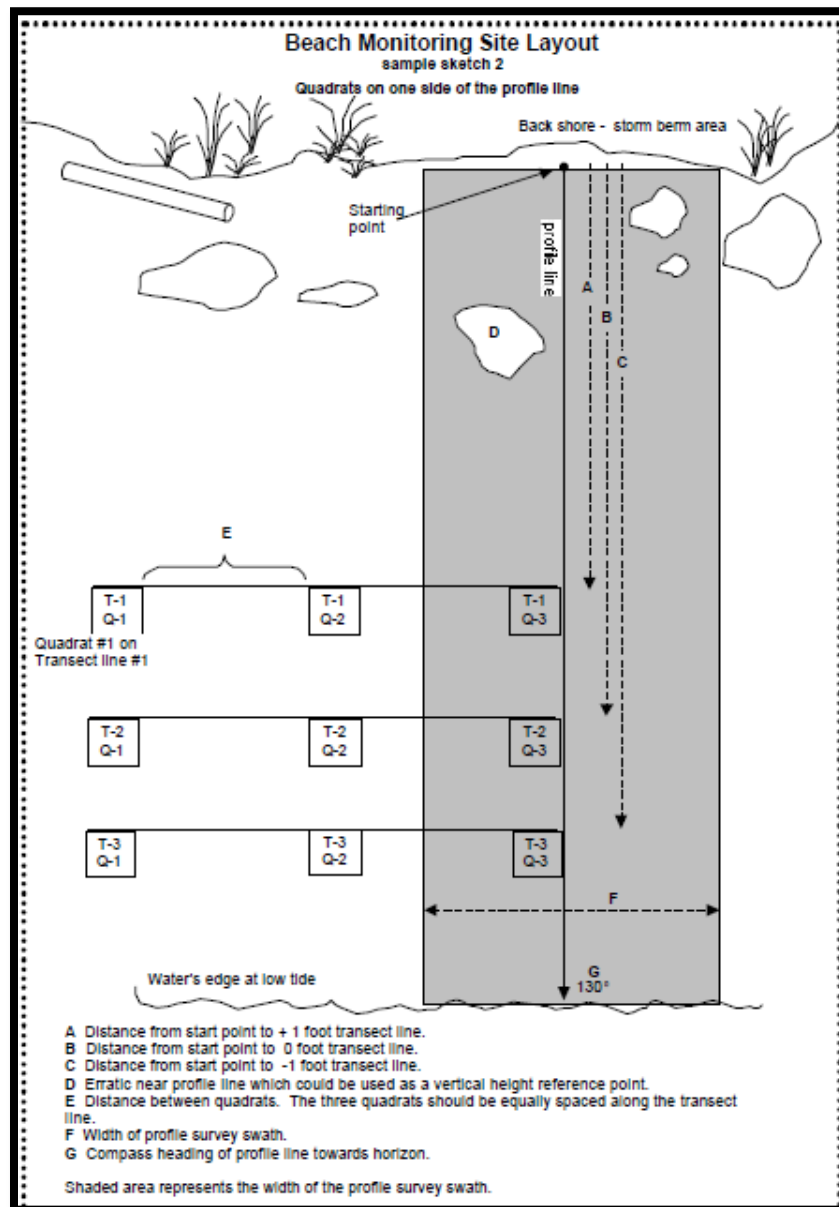 Beach Monitoring Site Layout
sample sketch 2
Quadrats on one side of the profile line
Back shore - storm berm area
Starting
point
profile line
A
B
C
D
E
T-1
Q-1
T-1
Q-2
T-1
Q-3
Quadrat #1 on
Transect line #1
T-2
Q-1
T-2
Q-2
T-2
Q-3
T-3
Q-1
T-3
Q-2
T-3
Q-3
F
G
130°
Water's edge at low tide
A Distance from start point to + 1 foot transect line.
B Distance from start point to 0 foot transect line.
C Distance from start point to -1 foot transect line.
D Erratic near profile line which could be used as a vertical height reference point.
E Distance between quadrats. The three quadrats should be equally spaced along the transect
line.
F Width of profile survey swath.
G Compass heading of profile line towards horizon.
Shaded area represents the width of the profile survey swath.